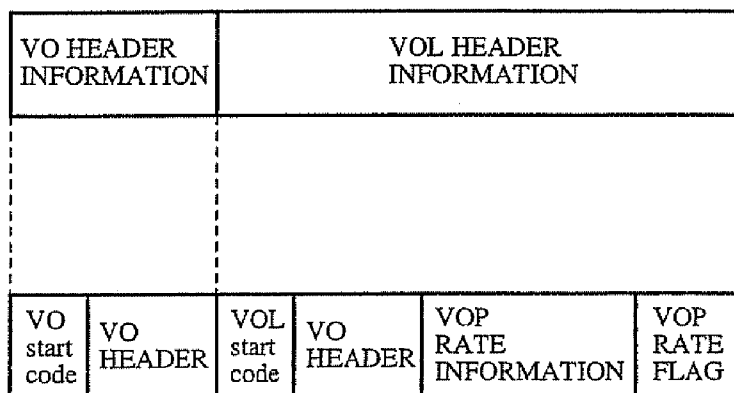 VO HEADER
INFORMATION
VOL HEADER
INFORMATION
VO
start
code
VO
HEADER
VOL
start
code
VO
HEADER
VOP
RATE
INFORMATION
VOP
RATE
FLAG